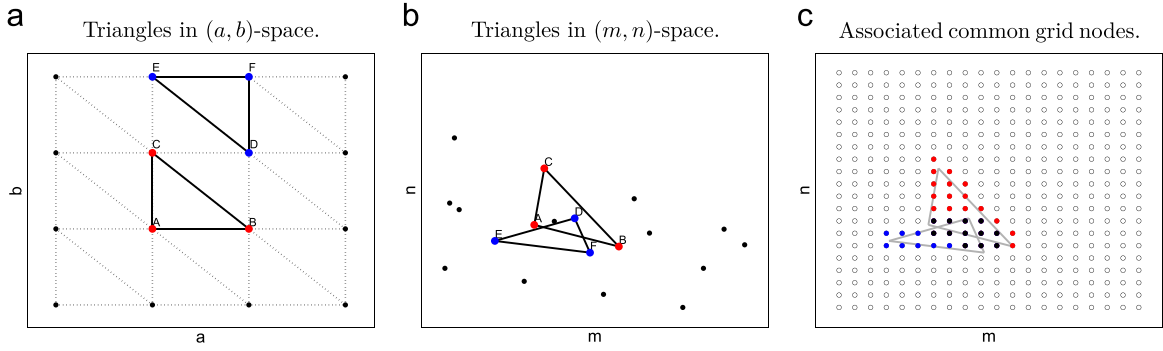 a
Triangles in (a, b)-space.
E
F
C
D
A
B
b
a
b
Triangles in (m, n)-space.
C
D
A
E
F
B
n
m
c
Associated common grid nodes.
n
m